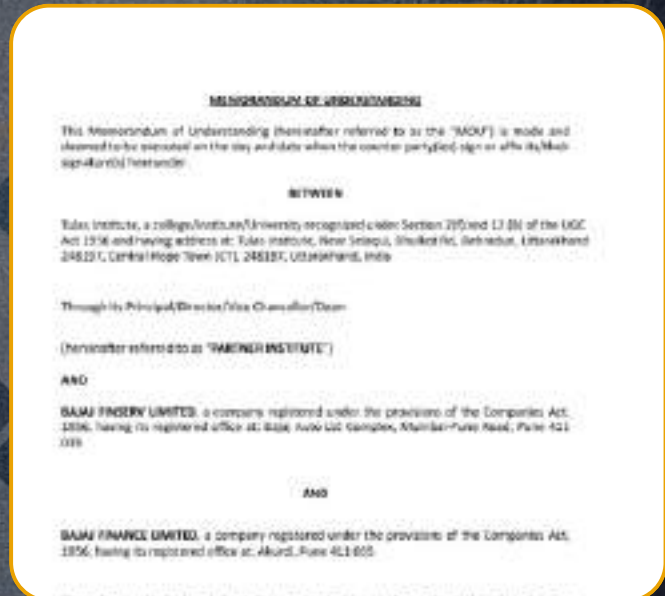 MEMORANDUM OF UNDERSTANDING
This Memorandum of Understanding (hereinafter referred to as the "MOU") is made and
deemed to be executed on the day and date when the counter party(ies) sign or affix its/their
signature(s) hereunder
BETWEEN
Tulas Institute, a college/Institute/University recognized under Section 2(f) and 12 (B) of the UGC
Act 1956 and having address at: Tulas Institute, Near Selaqui, Dhulkot Rd, Dehradun, Uttarakhand
248197, Central Hope Town (CT), 248197, Uttarakhand, India
Through its Principal/Director/Vice Chancellor/Dean
(hereinafter referred to as "PARTNER INSTITUTE")
AND
BAJAJ FINSERV LIMITED, a company registered under the provisions of the Companies Act,
1956, having its registered office at: Bajaj Auto Ltd Complex, Mumbai-Pune Road, Pune 411
035
AND
BAJAJ FINANCE LIMITED, a company registered under the provisions of the Companies Act,
1956, having its registered office at: Akurdi, Pune 411 035